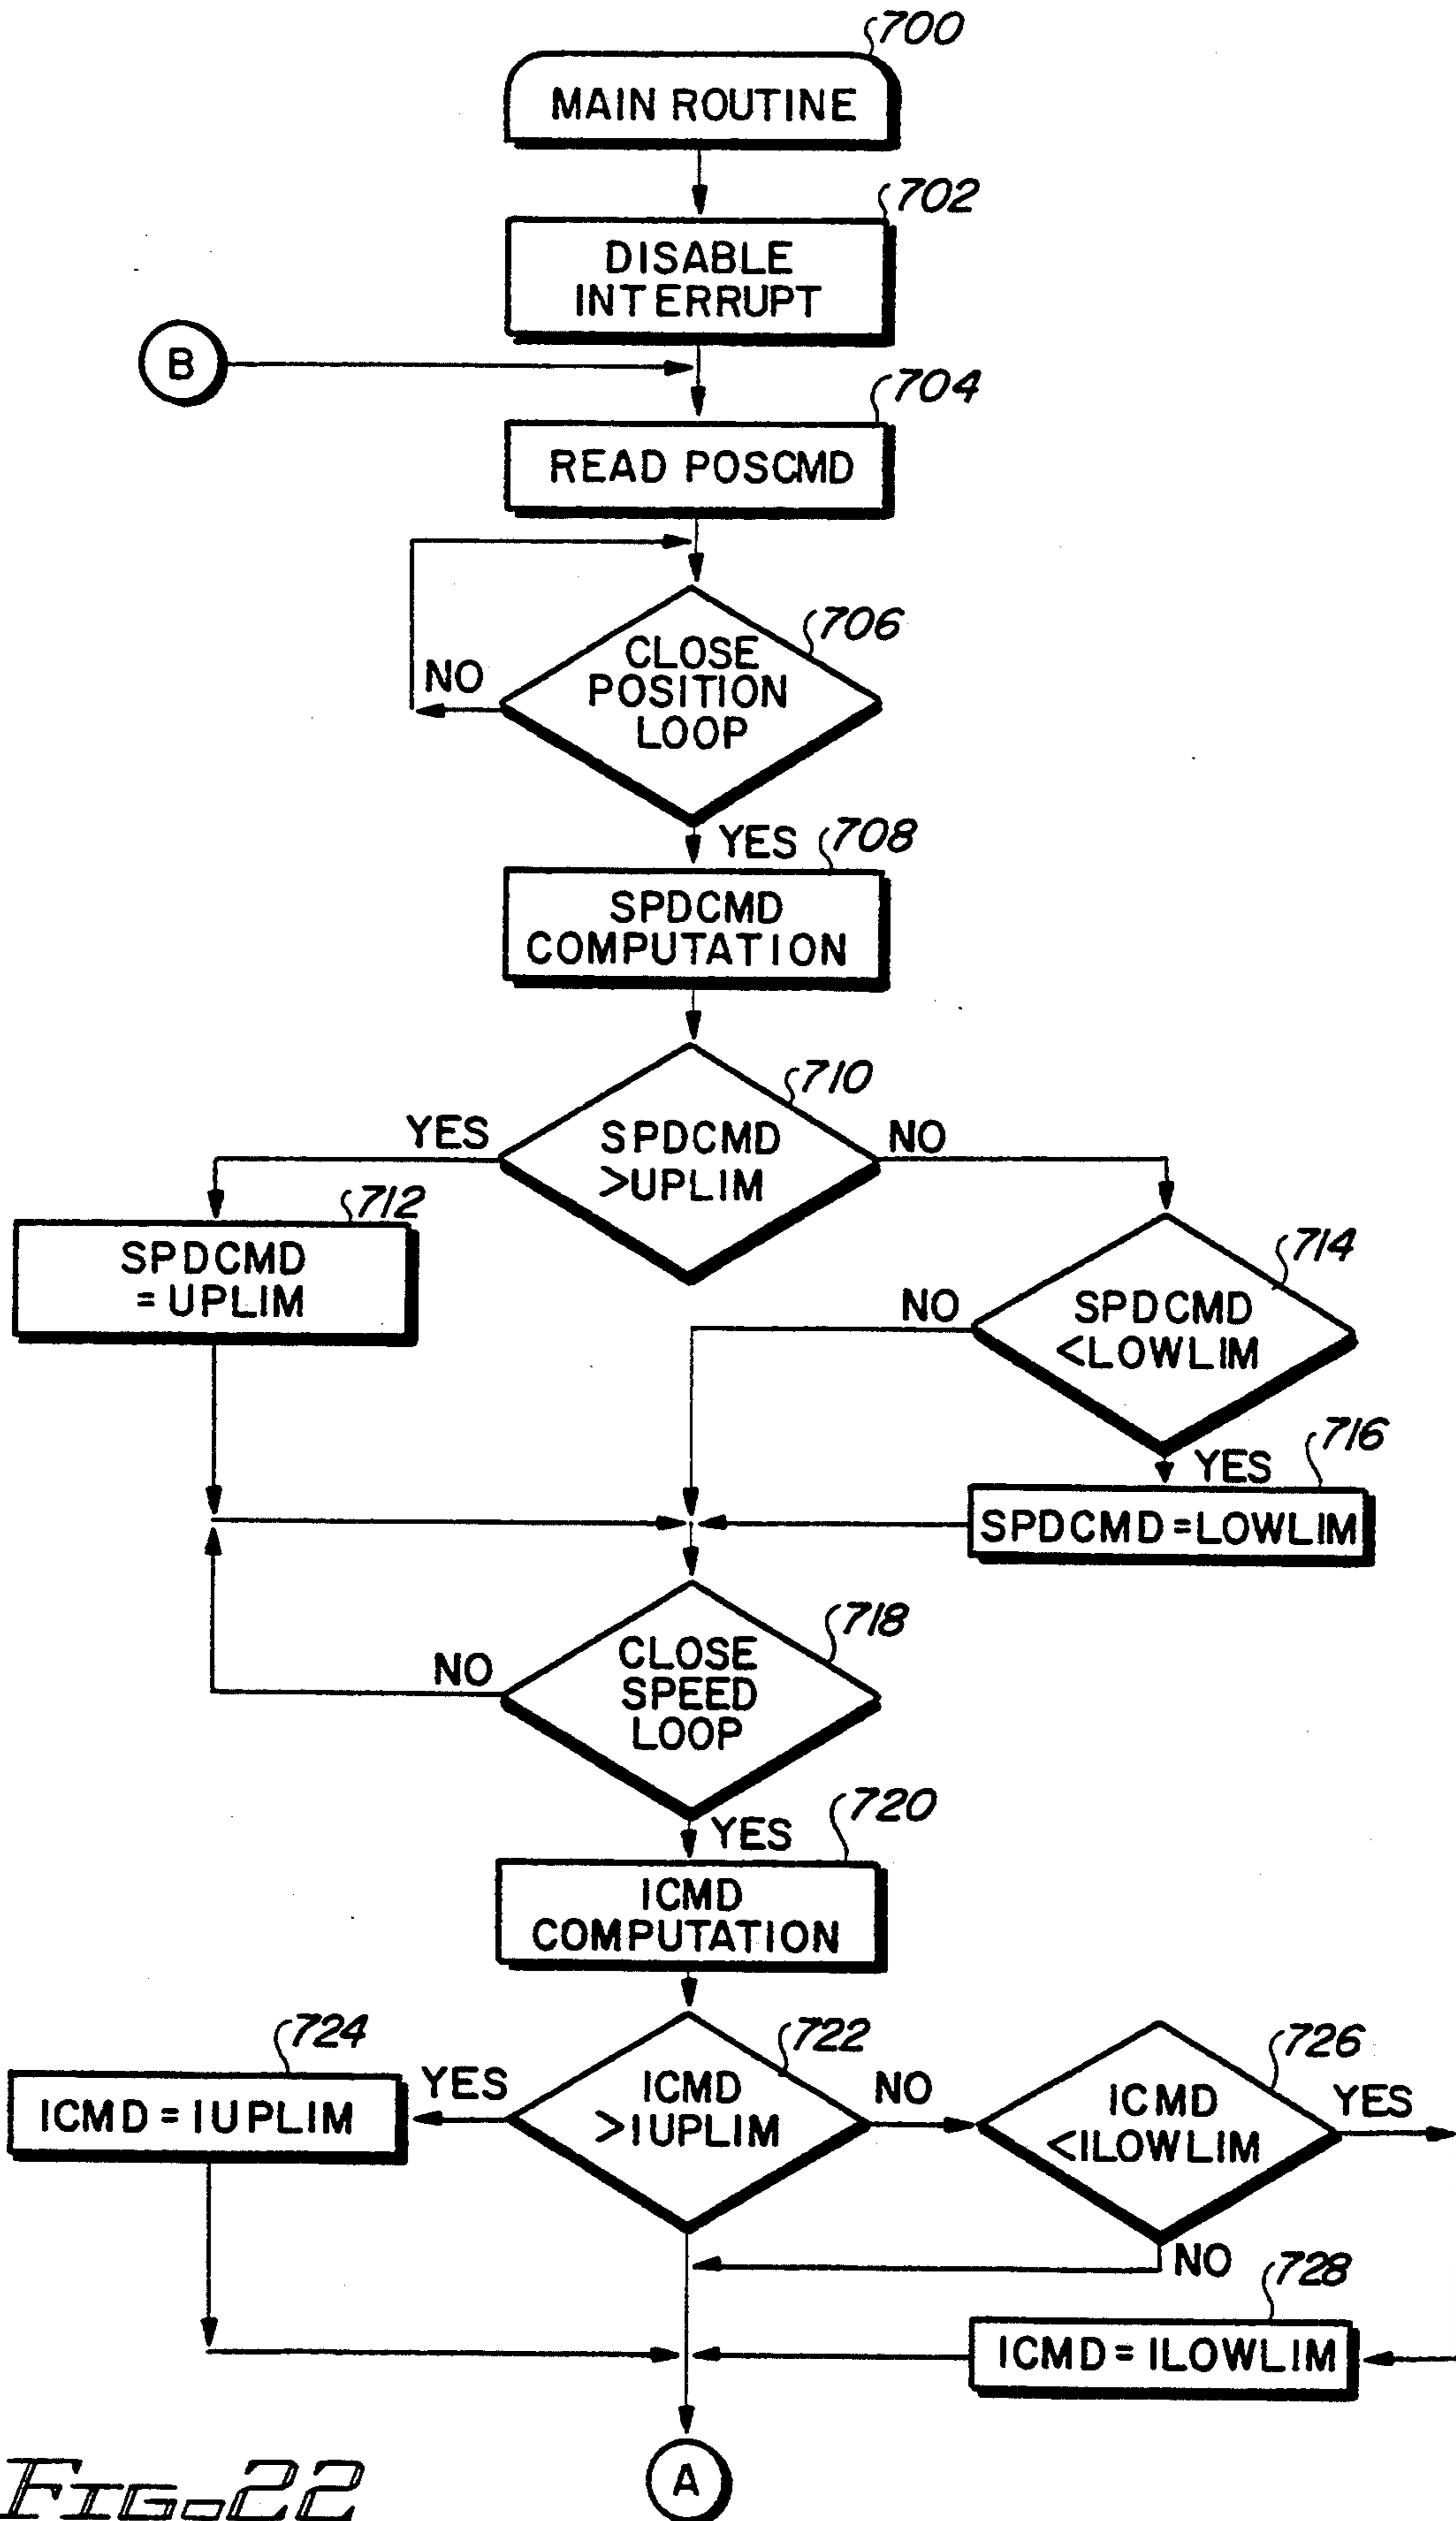 700
MAIN ROUTINE
702
DISABLE
INTERRUPT
B
704
READ POSCMD
706
CLOSE
POSITION
LOOP
NO
YES
708
SPDCMD
COMPUTATION
710
YES
SPDCMD
>UPLIM
NO
712
SPDCMD
= UPLIM
714
NO
SPDCMD
<LOWLIM
716
YES
SPDCMD=LOWLIM
718
CLOSE
SPEED
LOOP
NO
YES
720
ICMD
COMPUTATION
724
722
726
YES
ICMD
>IUPLIM
NO
ICMD
<ILOWLIM
YES
ICMD = IUPLIM
NO
728
ICMD= ILOWLIM
A
FIG-22